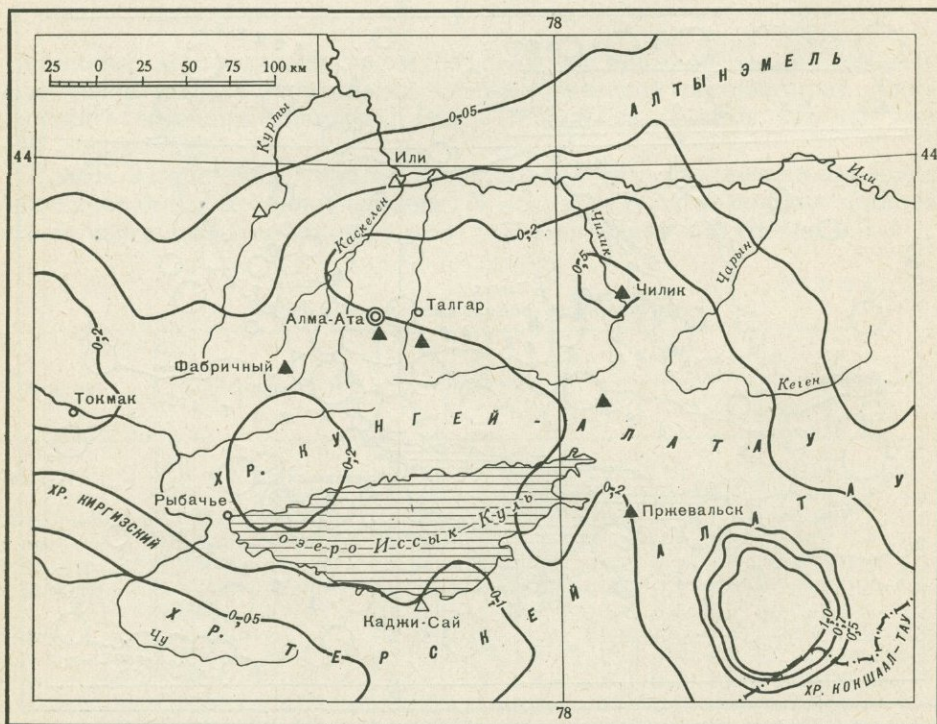 78
25 0 25 50 75 100 км
АЛТЫНЭМЕЛЬ
0,05
Курты
44
44
Или
Или
Каскелен
0,2
Чилик
0,5
Чарын
Чилик
Талгар
Алма-Ата
0,2
Фабричный
Кеген
Токмак
ХР. КУНГЕЙ-АЛАТАУ
0,2
0,2
Рыбачье
Пржевальск
ХР. КИРГИЗСКИЙ
озеро Иссык-Куль
0,05
0,1
Каджи-Сай
Чу
ХР. ТЕРСКЕЙ АЛАТАУ
1,0
0,7
0,5
ХР. КОКШААЛ-ТАУ
78